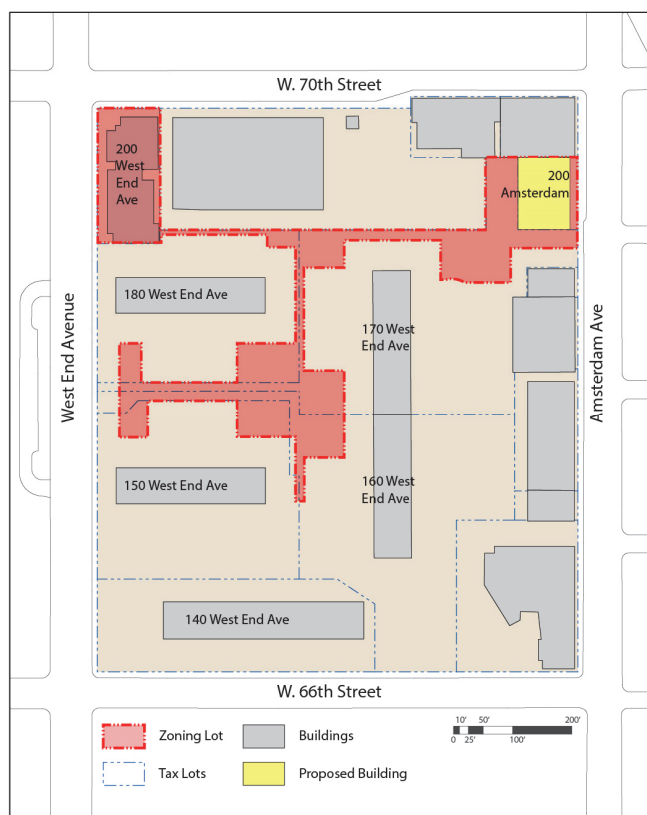 W. 70th Street
200
West
End
Ave
200
Amsterdam
180 West End Ave
170 West
End Ave
West End Avenue
Amsterdam Ave
150 West End Ave
160 West
End Ave
140 West End Ave
W. 66th Street
Zoning Lot
Buildings
10' 50' 200'
0 25' 100'
Tax Lots
Proposed Building